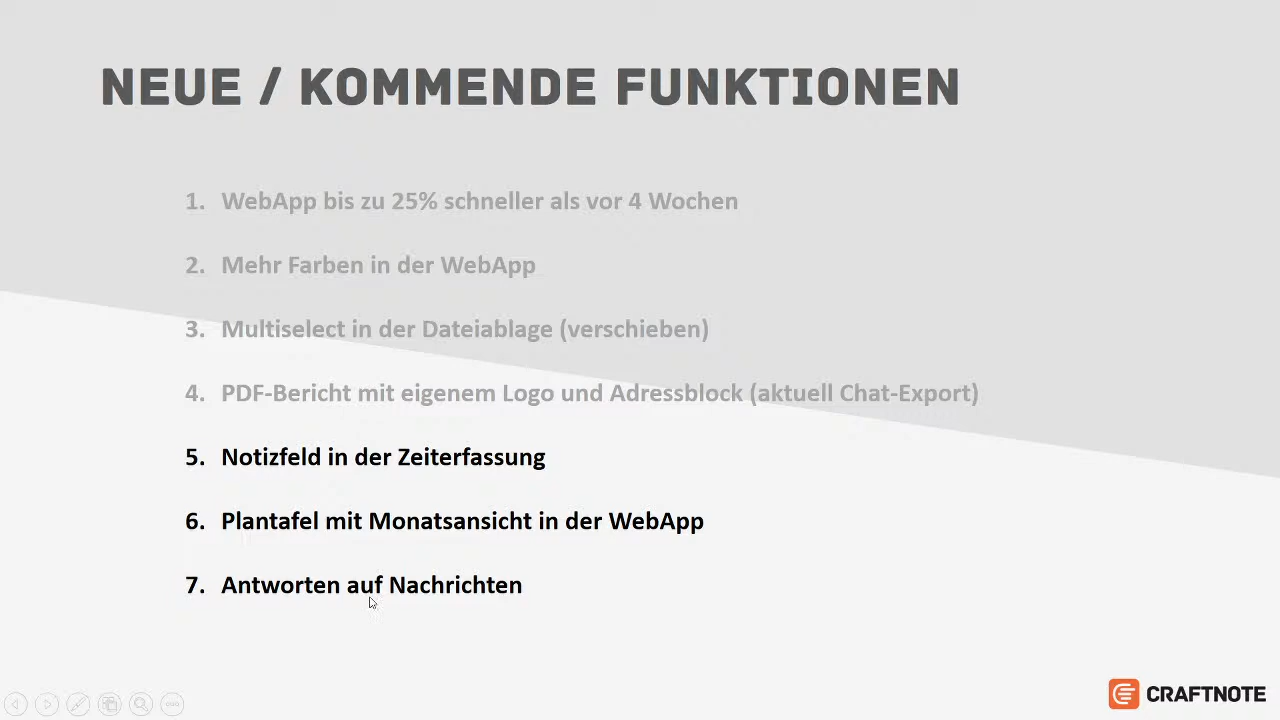 NEUE / KOMMENDE FUNKTIONEN
1. WebApp bis zu 25% schneller als vor 4 Wochen
2. Mehr Farben in der WebApp
3. Multiselect in der Dateiablage (verschieben)
4. PDF-Bericht mit eigenem Logo und Adressblock (aktuell Chat-Export)
5. Notizfeld in der Zeiterfassung
6. Plantafel mit Monatsansicht in der WebApp
7. Antworten auf Nachrichten
CRAFTNOTE